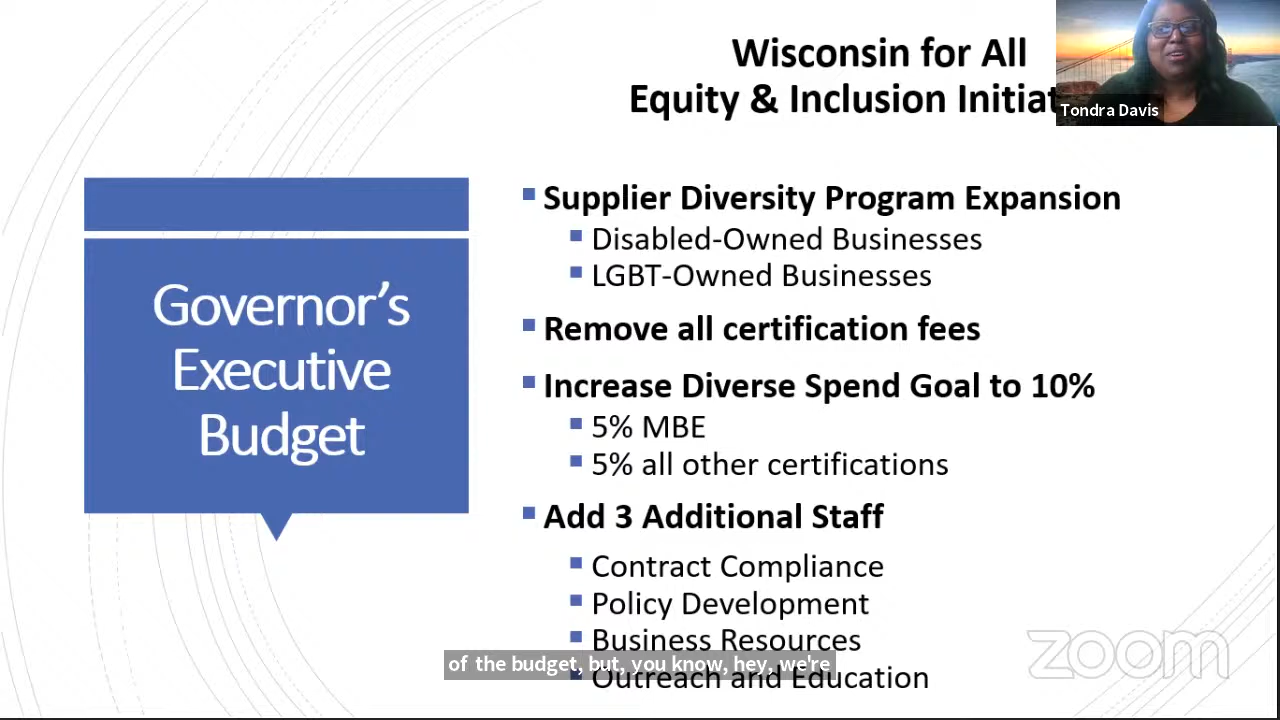 Wisconsin for All
Equity & Inclusion Initiat
Tondra Davis
Governor’s
Executive
Budget
Supplier Diversity Program Expansion
Disabled-Owned Businesses
LGBT-Owned Businesses
Remove all certification fees
Increase Diverse Spend Goal to 10%
5% MBE
5% all other certifications
Add 3 Additional Staff
Contract Compliance
Policy Development
Business Resources
of the budget, but, you know, hey, we're
Outreach and Education
zoom